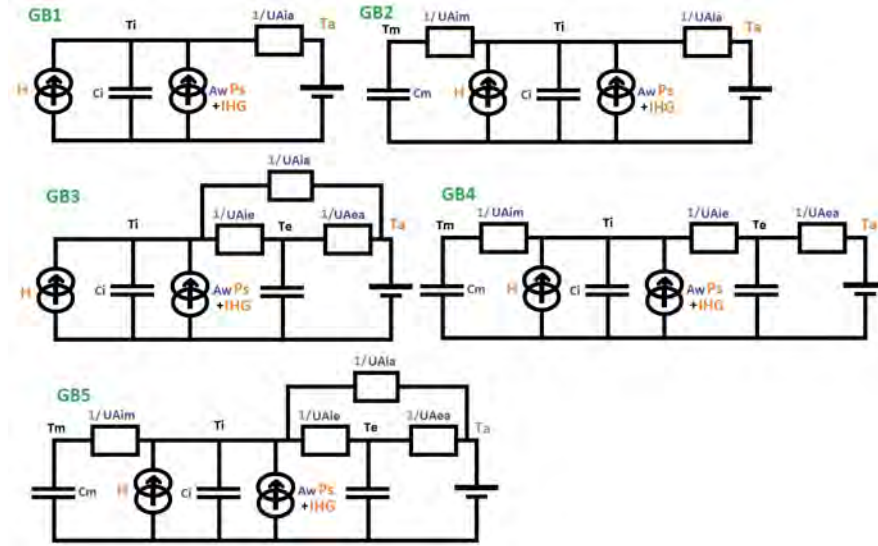 GB1
Ti
1/UAia
Ta
H
Ci
Aw Ps
+IHG
GB2
Tm
1/UAim
Ti
1/UAia
Ta
Cm
H
Ci
Aw Ps
+IHG
GB3
1/UAia
Ti
1/UAie
Te
1/UAea
Ta
H
Ci
Aw Ps
+IHG
GB4
Tm
1/UAim
Ti
1/UAie
Te
1/UAea
Ta
Cm
H
Ci
Aw Ps
+IHG
GB5
1/UAia
Tm
1/UAim
Ti
1/UAie
Te
1/UAea
Ta
Cm
H
Ci
Aw Ps
+IHG